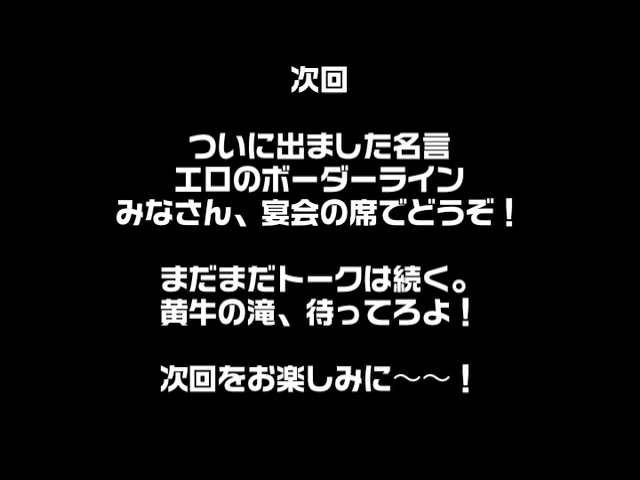 次回
ついに出ました名言
エロのボーダーライン
みなさん、宴会の席でどうぞ！
まだまだトークは続く。
黄牛の滝、待ってろよ！
次回をお楽しみに～～！